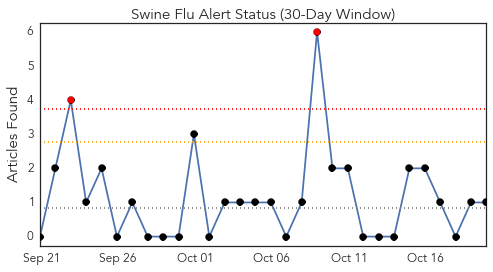 Swine Flu Alert Status (30-Day Window)
Articles Found
6
5
4
3
2
1
0
Sep 21
Sep 26
Oct 01
Oct 06
Oct 11
Oct 16